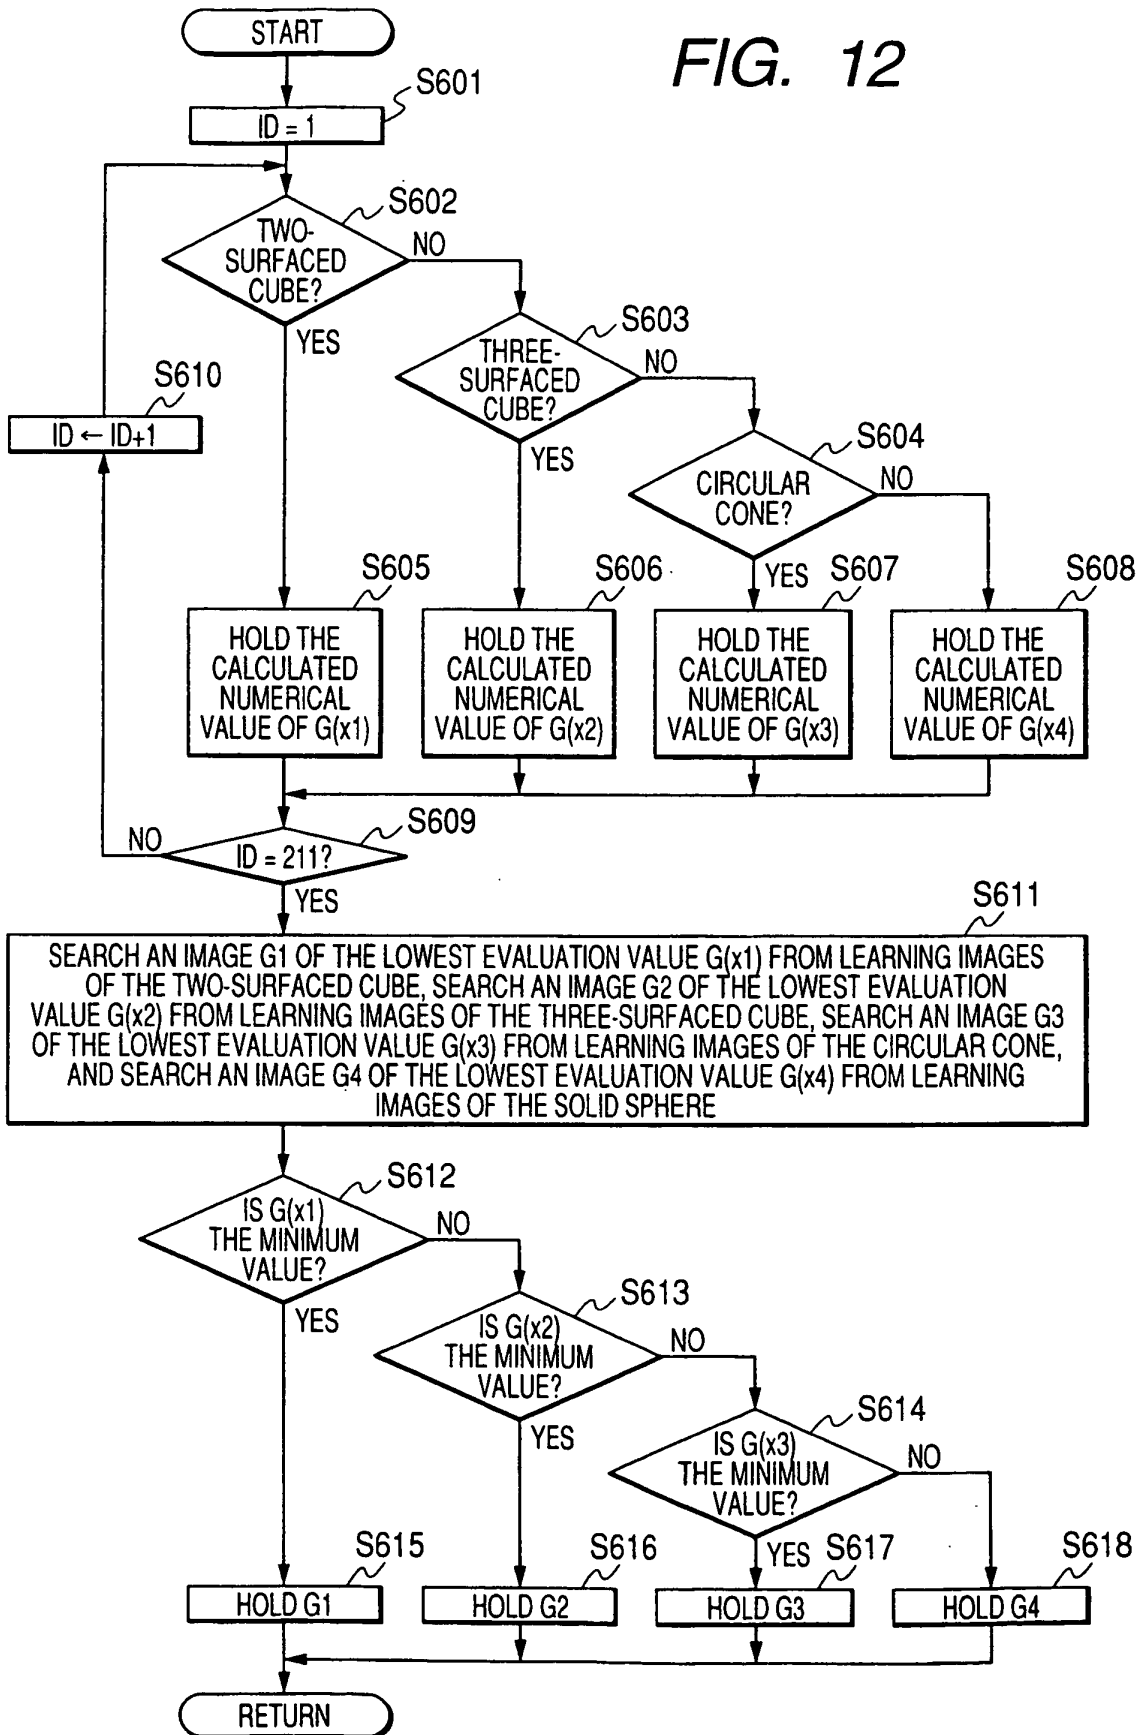 START
FIG. 12
S601
ID = 1
S602
TWO-
SURFACED
CUBE?
NO
YES
S603
THREE-
SURFACED
CUBE?
NO
YES
S610
ID ← ID+1
S604
CIRCULAR
CONE?
NO
YES
S605
HOLD THE
CALCULATED
NUMERICAL
VALUE OF G(x1)
S606
HOLD THE
CALCULATED
NUMERICAL
VALUE OF G(x2)
S607
HOLD THE
CALCULATED
NUMERICAL
VALUE OF G(x3)
S608
HOLD THE
CALCULATED
NUMERICAL
VALUE OF G(x4)
S609
NO
ID = 211?
YES
S611
SEARCH AN IMAGE G1 OF THE LOWEST EVALUATION VALUE G(x1) FROM LEARNING IMAGES
OF THE TWO-SURFACED CUBE, SEARCH AN IMAGE G2 OF THE LOWEST EVALUATION
VALUE G(x2) FROM LEARNING IMAGES OF THE THREE-SURFACED CUBE, SEARCH AN IMAGE G3
OF THE LOWEST EVALUATION VALUE G(x3) FROM LEARNING IMAGES OF THE CIRCULAR CONE,
AND SEARCH AN IMAGE G4 OF THE LOWEST EVALUATION VALUE G(x4) FROM LEARNING
IMAGES OF THE SOLID SPHERE
S612
IS G(x1)
THE MINIMUM
VALUE?
NO
YES
S613
IS G(x2)
THE MINIMUM
VALUE?
NO
YES
S614
IS G(x3)
THE MINIMUM
VALUE?
NO
YES
S615
HOLD G1
S616
HOLD G2
S617
HOLD G3
S618
HOLD G4
RETURN